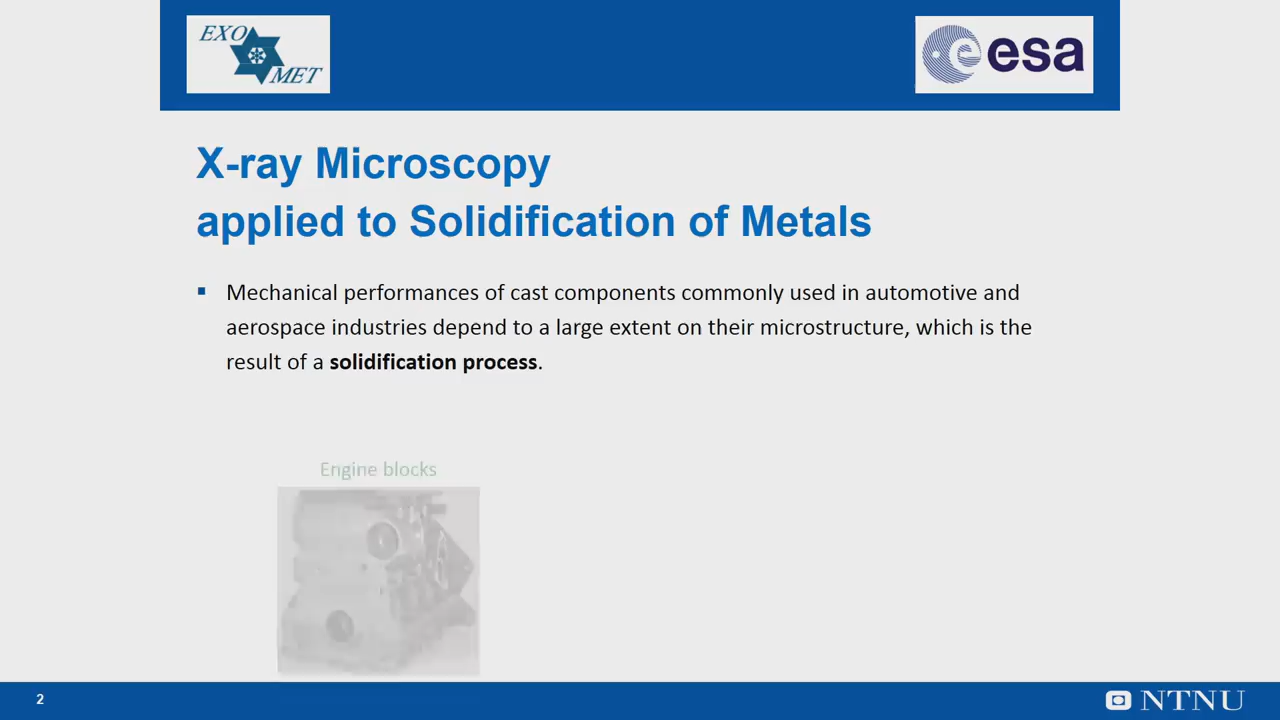 EXO
MET
esa
X-ray Microscopy
applied to Solidification of Metals
▪ Mechanical performances of cast components commonly used in automotive and
aerospace industries depend to a large extent on their microstructure, which is the
result of a solidification process.
Engine blocks
2
NTNU